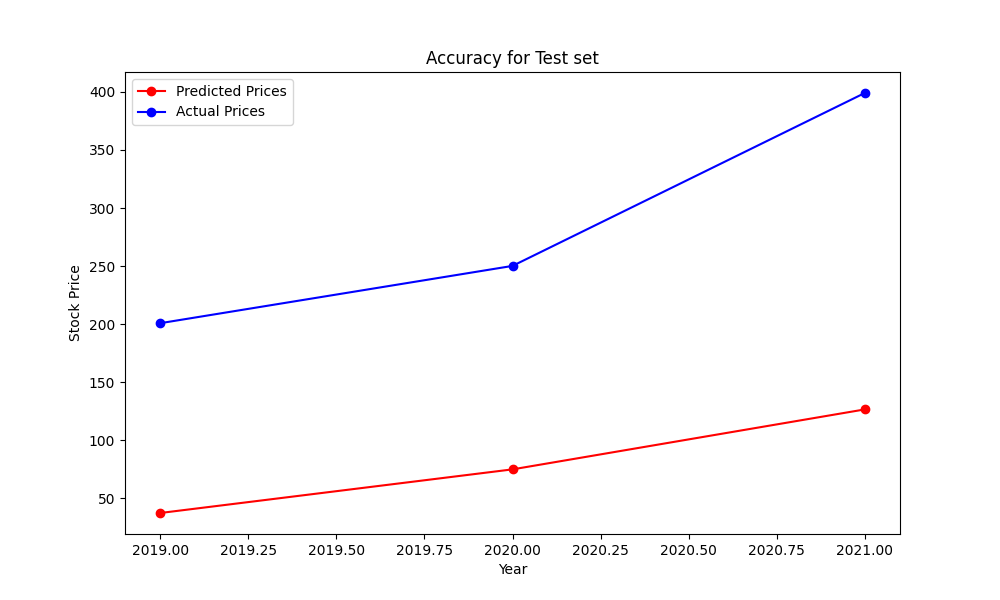 Accuracy for Test set
Predicted Prices
Actual Prices
Stock Price
400
350
300
250
200
150
100
50
2019.00 2019.25 2019.50 2019.75 2020.00 2020.25 2020.50 2020.75 2021.00
Year